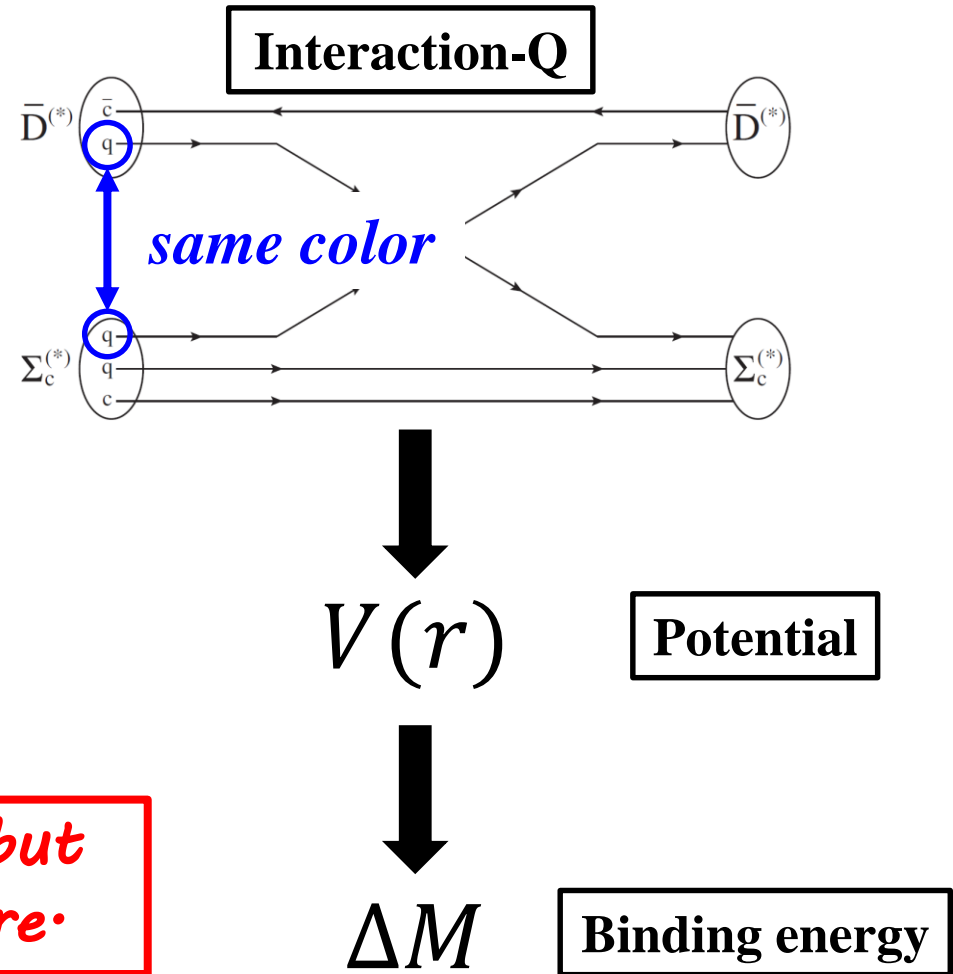 Interaction-Q
D̅(*) c̅ D̅(*)
q
same color
q
Σc(*) q Σc(*)
c
V(r) Potential
but
re.
ΔM Binding energy